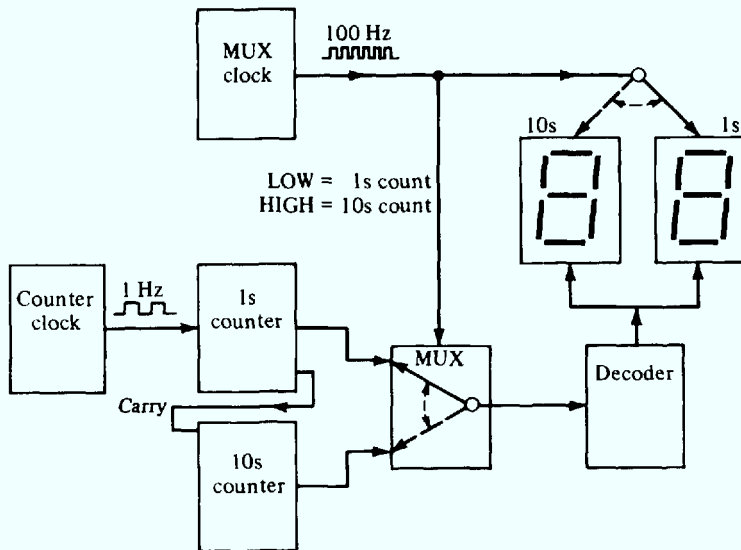 100 Hz
MUX
clock
10s
1s
LOW = 1s count
HIGH = 10s count
Counter
clock
1 Hz
1s
counter
MUX
Decoder
Carry
10s
counter